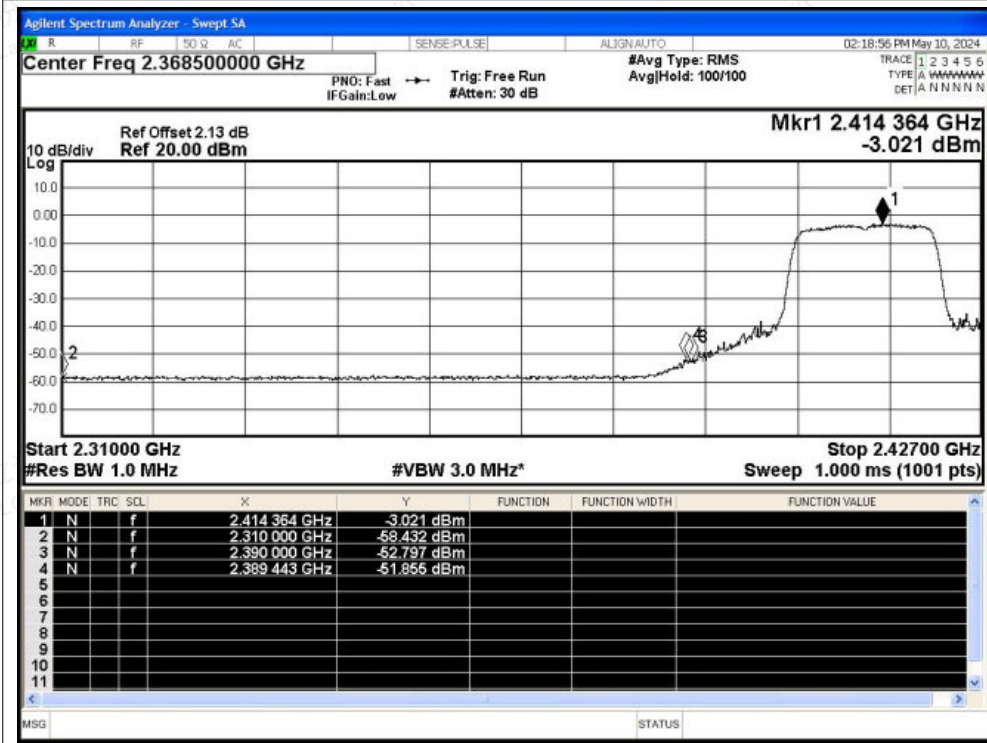 Agilent Spectrum Analyzer - Swept SA
LXI R RF 50 Ω AC SENSE:PULSE ALIGN AUTO 02:18:56 PM May 10, 2024
Center Freq 2.368500000 GHz
PNO: Fast
IFGain:Low
Trig: Free Run
#Atten: 30 dB
#Avg Type: RMS
Avg|Hold: 100/100
TRACE 1 2 3 4 5 6
TYPE A WWWWW
DET A N N N N N
Ref Offset 2.13 dB
10 dB/div Ref 20.00 dBm
Log
Mkr1 2.414 364 GHz
-3.021 dBm
10.0
0.00
-10.0
-20.0
-30.0
-40.0
-50.0
-60.0
-70.0
1
2
4 3
Start 2.31000 GHz Stop 2.42700 GHz
#Res BW 1.0 MHz #VBW 3.0 MHz* Sweep 1.000 ms (1001 pts)
MKR MODE TRC SCL X Y FUNCTION FUNCTION WIDTH FUNCTION VALUE
1 N f 2.414 364 GHz -3.021 dBm
2 N f 2.310 000 GHz -58.432 dBm
3 N f 2.390 000 GHz -52.797 dBm
4 N f 2.389 443 GHz -51.855 dBm
5
6
7
8
9
10
11
MSG STATUS